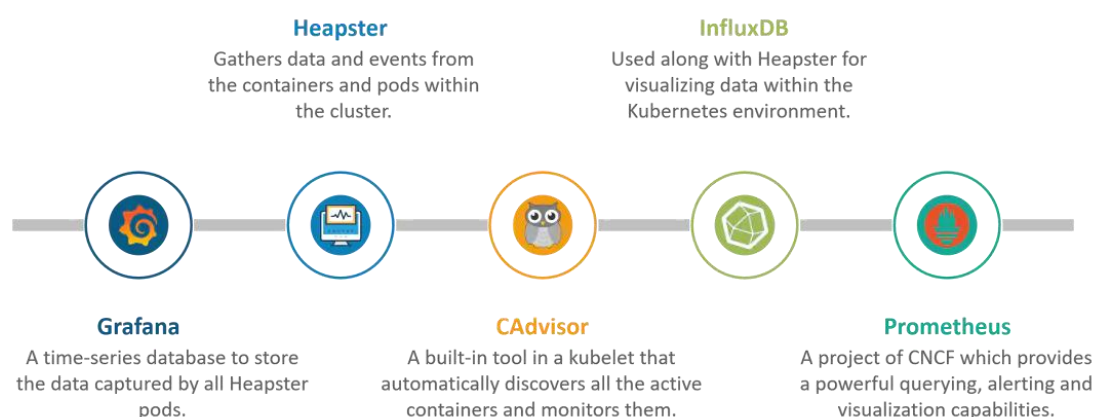 Heapster
Gathers data and events from
the containers and pods within
the cluster.
InfluxDB
Used along with Heapster for
visualizing data within the
Kubernetes environment.
Grafana
A time-series database to store
the data captured by all Heapster
pods.
CAdvisor
A built-in tool in a kubelet that
automatically discovers all the active
containers and monitors them.
Prometheus
A project of CNCF which provides
a powerful querying, alerting and
visualization capabilities.